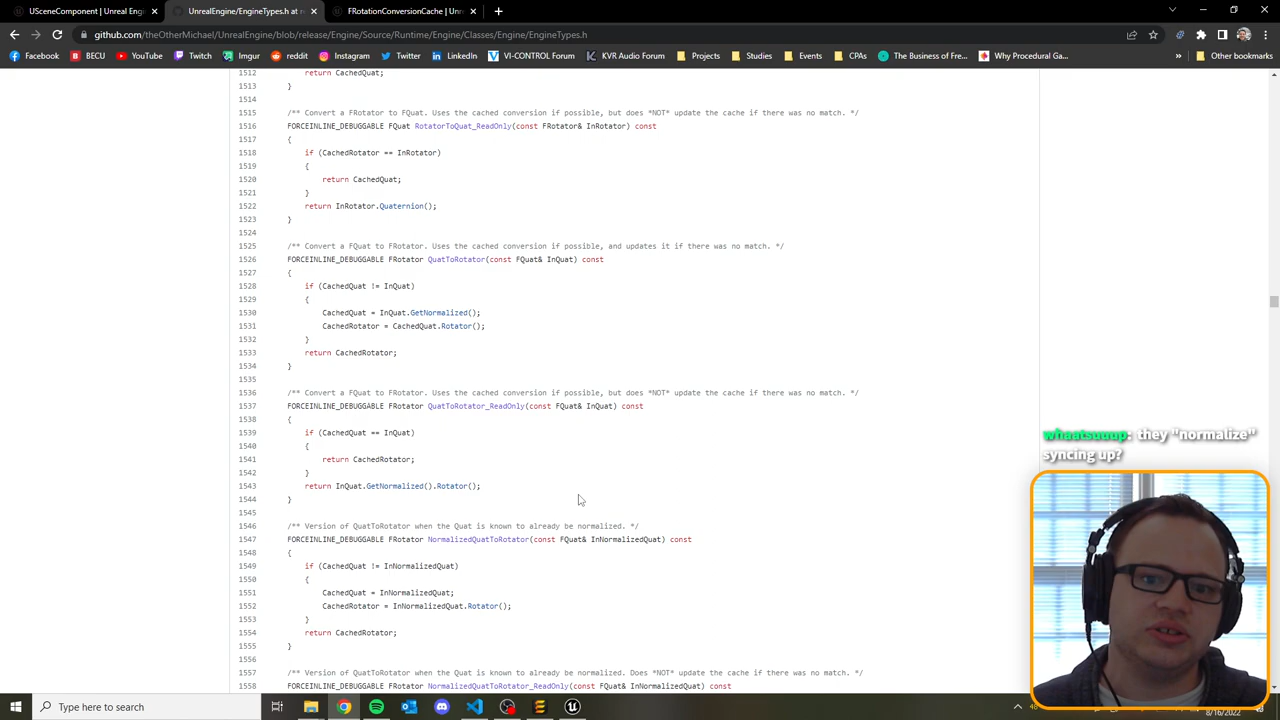 USceneComponent | Unreal Engi
UnrealEngine/EngineTypes.h at r
FRotationConversionCache | Unr
github.com/theOtherMichael/UnrealEngine/blob/release/Engine/Source/Runtime/Engine/Classes/Engine/EngineTypes.h
Facebook BECU YouTube Twitch Imgur Reddit Instagram Twitter LinkedIn VI-CONTROL Forum KVR Audio Forum Projects Studies Events CPAs The Business of Fre... Why Procedural Ga... Other bookmarks
1512 return CachedQuat;
1513 }
1514
1515 /** Convert a FRotator to FQuat. Uses the cached conversion if possible, but does *NOT* update the cache if there was no match. */
1516 FORCEINLINE_DEBUGGABLE FQuat RotatorToQuat_ReadOnly(const FRotator& InRotator) const
1517 {
1518 if (CachedRotator == InRotator)
1519 {
1520 return CachedQuat;
1521 }
1522 return InRotator.Quaternion();
1523 }
1524
1525 /** Convert a FQuat to FRotator. Uses the cached conversion if possible, and updates it if there was no match. */
1526 FORCEINLINE_DEBUGGABLE FRotator QuatToRotator(const FQuat& InQuat) const
1527 {
1528 if (CachedQuat != InQuat)
1529 {
1530 CachedQuat = InQuat.GetNormalized();
1531 CachedRotator = CachedQuat.Rotator();
1532 }
1533 return CachedRotator;
1534 }
1535
1536 /** Convert a FQuat to FRotator. Uses the cached conversion if possible, but does *NOT* update the cache if there was no match. */
1537 FORCEINLINE_DEBUGGABLE FRotator QuatToRotator_ReadOnly(const FQuat& InQuat) const
1538 {
1539 if (CachedQuat == InQuat)
1540 {
1541 return CachedRotator;
1542 }
1543 return InQuat.GetNormalized().Rotator();
1544 }
1545
1546 /** Version of QuatToRotator when the Quat is known to already be normalized. */
1547 FORCEINLINE_DEBUGGABLE FRotator NormalizedQuatToRotator(const FQuat& InNormalizedQuat) const
1548 {
1549 if (CachedQuat != InNormalizedQuat)
1550 {
1551 CachedQuat = InNormalizedQuat;
1552 CachedRotator = InNormalizedQuat.Rotator();
1553 }
1554 return CachedRotator;
1555 }
1556
1557 /** Version of QuatToRotator when the Quat is known to already be normalized. Does *NOT* update the cache if there was no match. */
1558 FORCEINLINE_DEBUGGABLE FRotator NormalizedQuatToRotator_ReadOnly(const FQuat& InNormalizedQuat) const
whaatsuuup: they "normalize"
syncing up?
Type here to search
8/16/2022